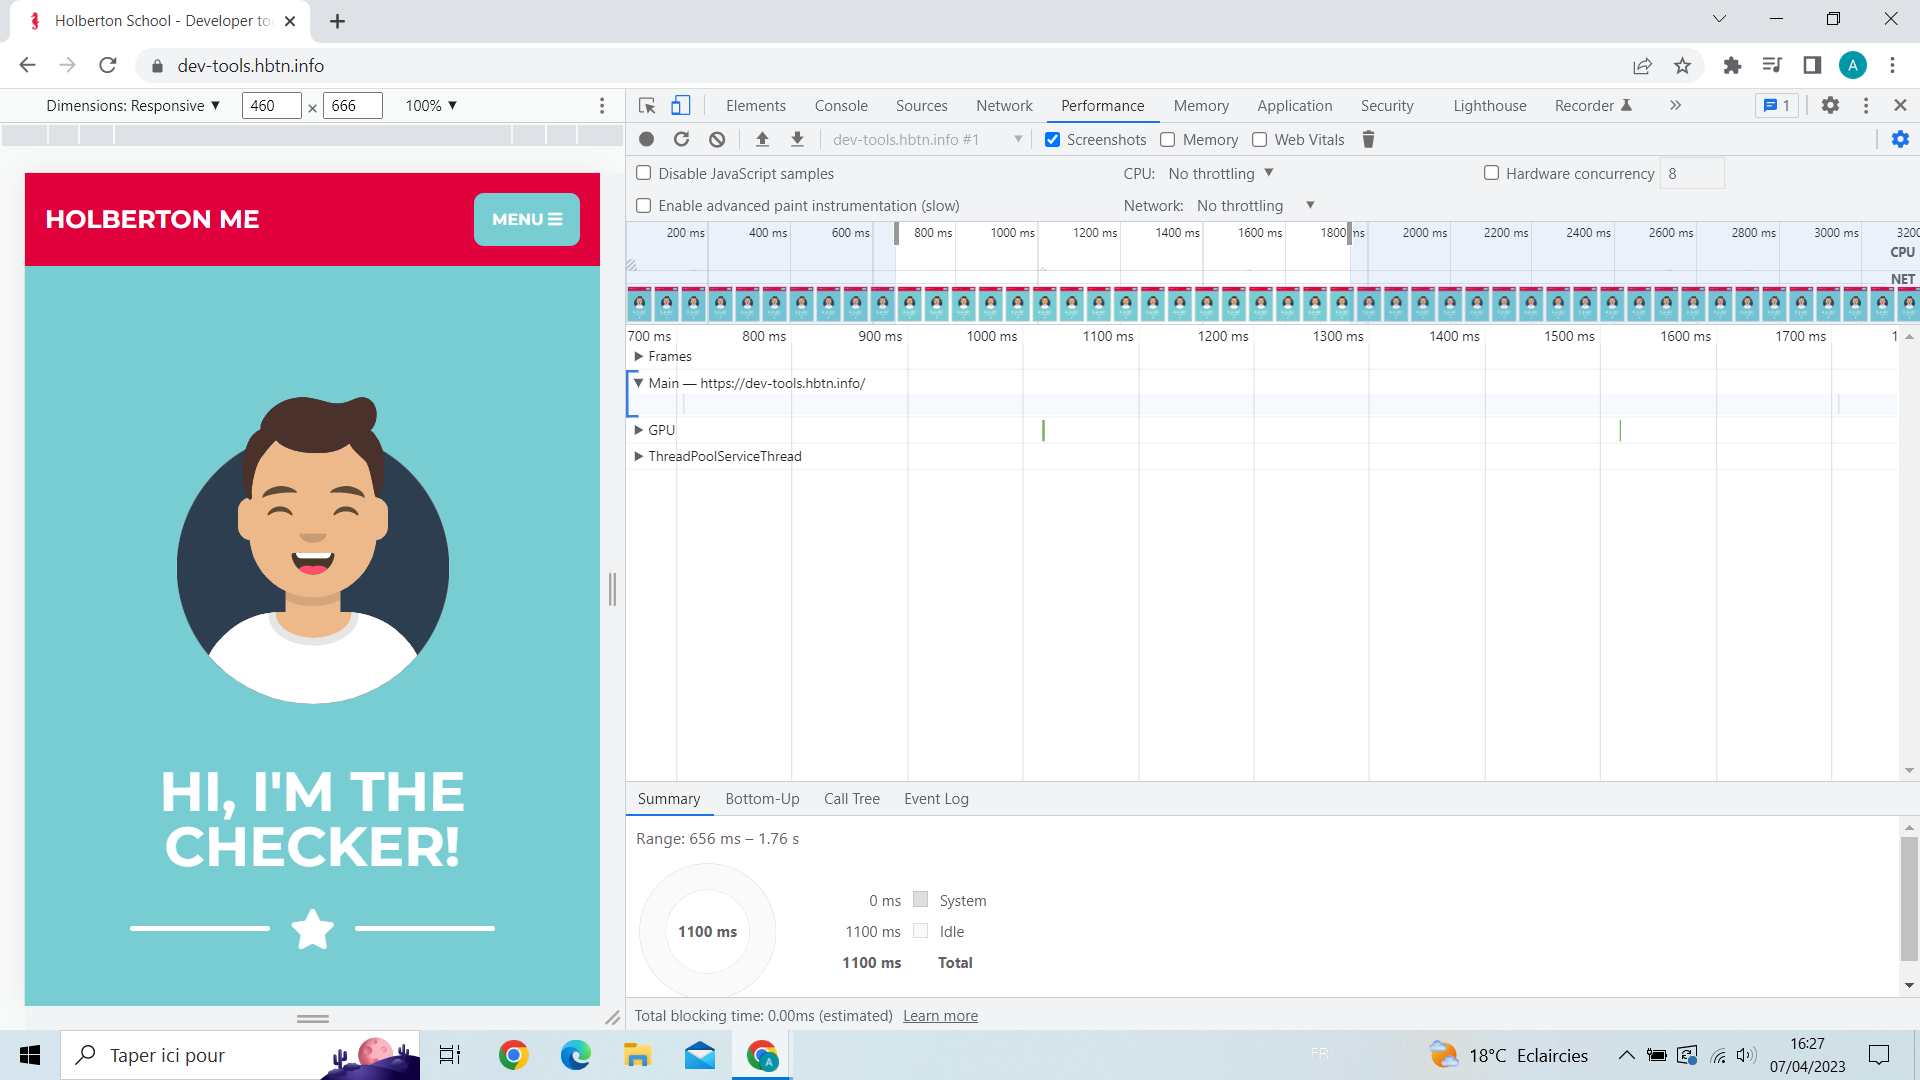 Holberton School - Developer to
dev-tools.hbtn.info
A
Dimensions: Responsive ▼ 460 × 666 100% ▼
Elements Console Sources Network Performance Memory Application Security Lighthouse Recorder » 1
dev-tools.hbtn.info #1 Screenshots Memory Web Vitals
Disable JavaScript samples CPU: No throttling Hardware concurrency 8
Enable advanced paint instrumentation (slow) Network: No throttling
200 ms 400 ms 600 ms 800 ms 1000 ms 1200 ms 1400 ms 1600 ms 1800 ms 2000 ms 2200 ms 2400 ms 2600 ms 2800 ms 3000 ms 3200
CPU
NET
700 ms 800 ms 900 ms 1000 ms 1100 ms 1200 ms 1300 ms 1400 ms 1500 ms 1600 ms 1700 ms 1
Frames
Main — https://dev-tools.hbtn.info/
GPU
ThreadPoolServiceThread
HOLBERTON ME
MENU
HI, I'M THE
CHECKER!
Summary Bottom-Up Call Tree Event Log
Range: 656 ms – 1.76 s
1100 ms
0 ms System
1100 ms Idle
1100 ms Total
Total blocking time: 0.00ms (estimated) Learn more
Taper ici pour
A
FR
18°C Eclaircies
16:27
07/04/2023